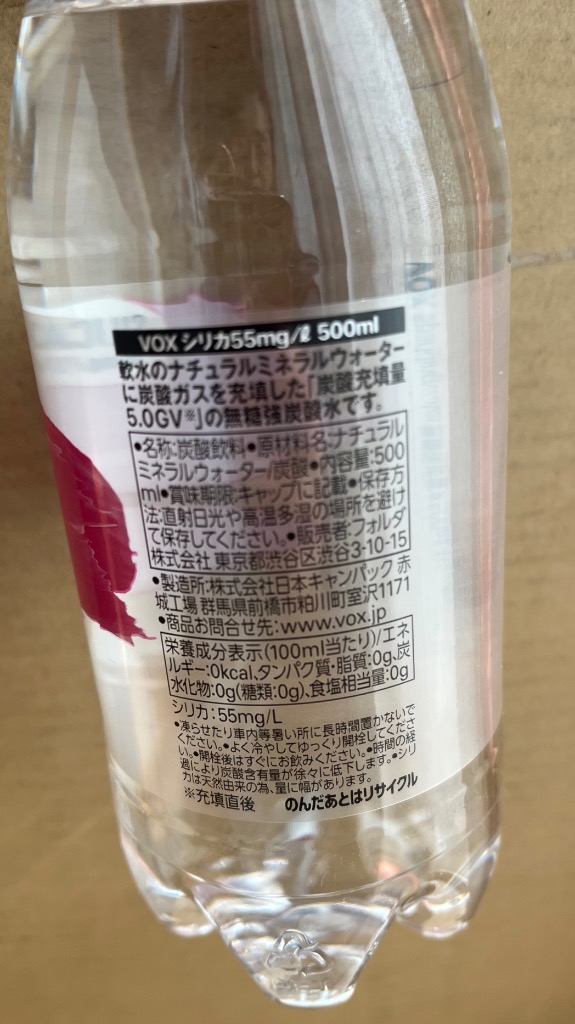 VOX シリカ55mg/ℓ 500ml
軟水のナチュラルミネラルウォーター
に炭酸ガスを充填した「炭酸充填量
5.0GV※」の無糖強炭酸水です。
●名称:炭酸飲料●原材料名:ナチュラル
ミネラルウォーター/炭酸●内容量:500
ml●賞味期限:キャップに記載●保存方
法:直射日光や高温多湿の場所を避け
て保存してください。●販売者:フォルダ
株式会社 東京都渋谷区渋谷3-10-15
●製造所:株式会社日本キャンパック 赤
城工場 群馬県前橋市粕川町室沢1171
●商品お問合せ先:www.vox.jp
栄養成分表示(100ml当たり)/エネ
ルギー:0kcal、タンパク質・脂質:0g、炭
水化物:0g(糖類:0g)、食塩相当量:0g
シリカ:55mg/L
●凍らせたり車内等暑い所に長時間置かないで
ください。●よく冷やしてゆっくり開栓してくださ
い。●開栓後はすぐにお飲みください。●時間の経
過により炭酸含有量が徐々に低下します。●シリ
カは天然由来の為、量に幅があります。
※充填直後 のんだあとはリサイクル